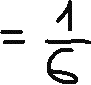 = 1/6